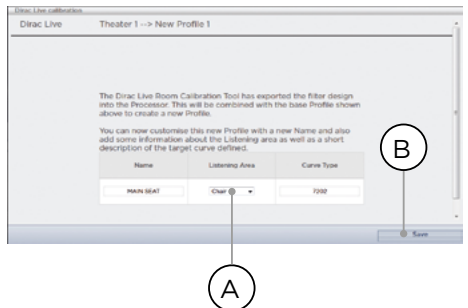 Dirac Live calibration
Dirac Live Theater 1 --> New Profile 1
The Dirac Live Room Calibration Tool has exported the filter design
into the Processor. This will be combined with the base Profile shown
above to create a new Profile.
You can now customise this new Profile with a new Name and also
add some information about the Listening area as well as a short
description of the target curve defined.
Name Listening Area Curve Type
MAIN SEAT Chair 7202
B
Save
A